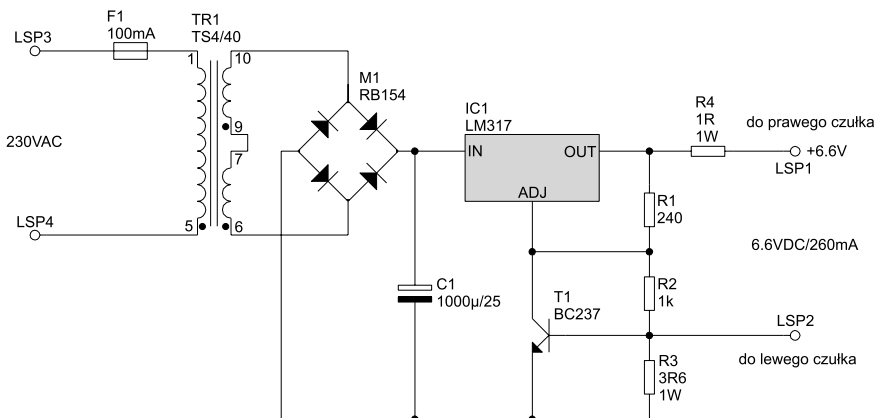 LSP3
F1
100mA
TR1
TS4/40
1
10
M1
RB154
230VAC
9
7
LSP4
5
6
IC1
LM317
IN
OUT
ADJ
R4
1R
1W
do prawego czułka
+6.6V
LSP1
R1
240
6.6VDC/260mA
C1
1000µ/25
T1
BC237
R2
1k
LSP2
do lewego czułka
R3
3R6
1W